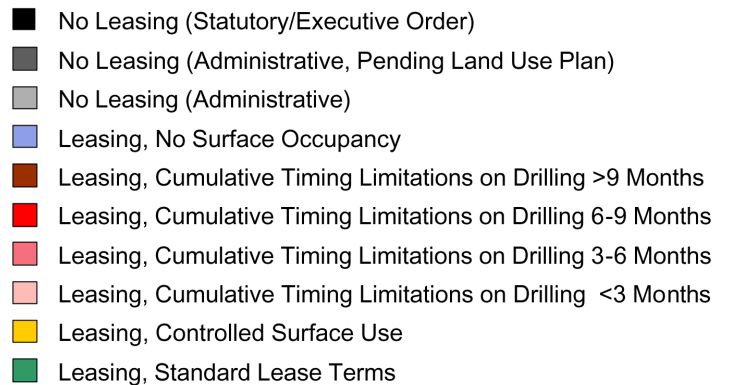 No Leasing (Statutory/Executive Order)
No Leasing (Administrative, Pending Land Use Plan)
No Leasing (Administrative)
Leasing, No Surface Occupancy
Leasing, Cumulative Timing Limitations on Drilling >9 Months
Leasing, Cumulative Timing Limitations on Drilling 6-9 Months
Leasing, Cumulative Timing Limitations on Drilling 3-6 Months
Leasing, Cumulative Timing Limitations on Drilling <3 Months
Leasing, Controlled Surface Use
Leasing, Standard Lease Terms